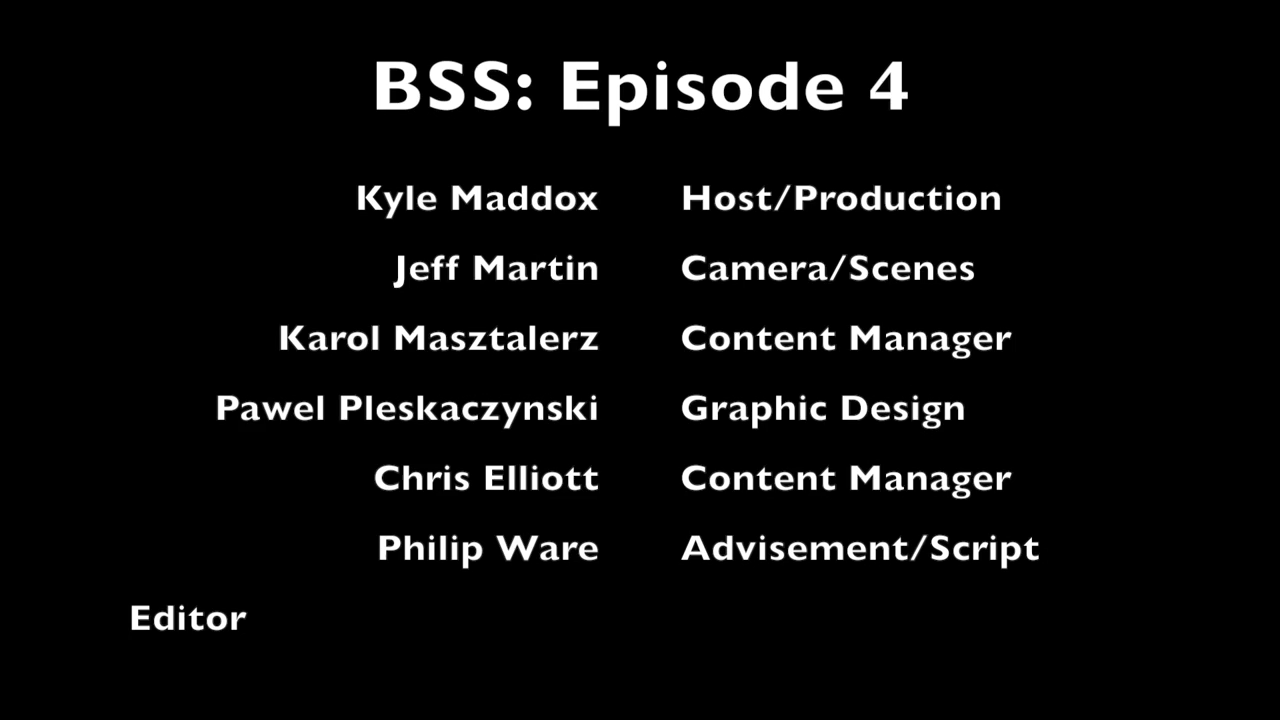 BSS: Episode 4
Kyle Maddox Host/Production
Jeff Martin Camera/Scenes
Karol Masztalerz Content Manager
Pawel Pleskaczynski Graphic Design
Chris Elliott Content Manager
Philip Ware Advisement/Script
Editor